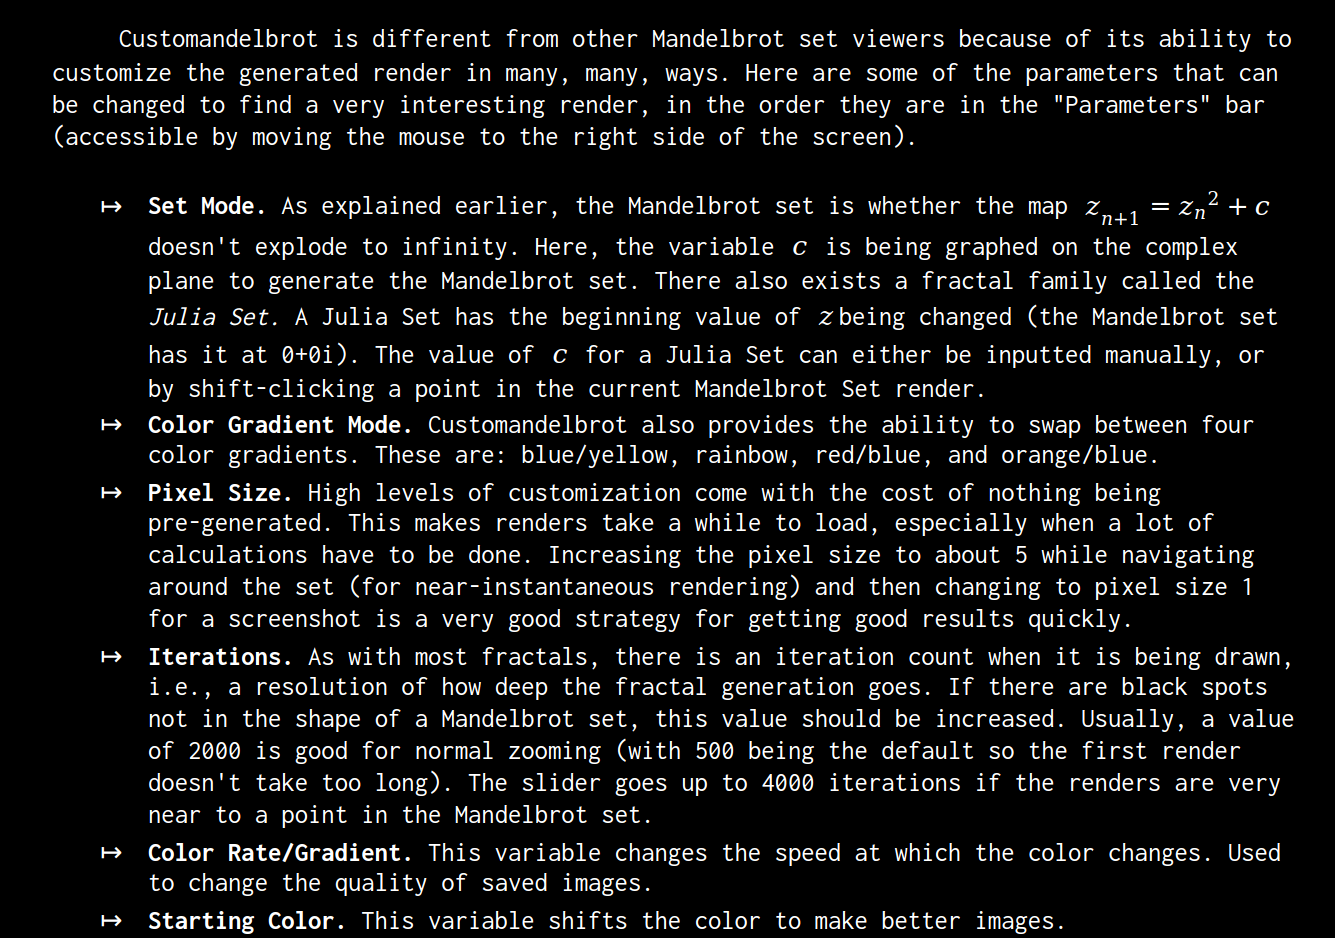 Customandelbrot is different from other Mandelbrot set viewers because of its ability to
customize the generated render in many, many, ways. Here are some of the parameters that can
be changed to find a very interesting render, in the order they are in the "Parameters" bar
(accessible by moving the mouse to the right side of the screen).
↦ Set Mode. As explained earlier, the Mandelbrot set is whether the map zₙ₊₁ = zₙ² + c
doesn't explode to infinity. Here, the variable c is being graphed on the complex
plane to generate the Mandelbrot set. There also exists a fractal family called the
Julia Set. A Julia Set has the beginning value of z being changed (the Mandelbrot set
has it at 0+0i). The value of c for a Julia Set can either be inputted manually, or
by shift-clicking a point in the current Mandelbrot Set render.
↦ Color Gradient Mode. Customandelbrot also provides the ability to swap between four
color gradients. These are: blue/yellow, rainbow, red/blue, and orange/blue.
↦ Pixel Size. High levels of customization come with the cost of nothing being
pre-generated. This makes renders take a while to load, especially when a lot of
calculations have to be done. Increasing the pixel size to about 5 while navigating
around the set (for near-instantaneous rendering) and then changing to pixel size 1
for a screenshot is a very good strategy for getting good results quickly.
↦ Iterations. As with most fractals, there is an iteration count when it is being drawn,
i.e., a resolution of how deep the fractal generation goes. If there are black spots
not in the shape of a Mandelbrot set, this value should be increased. Usually, a value
of 2000 is good for normal zooming (with 500 being the default so the first render
doesn't take too long). The slider goes up to 4000 iterations if the renders are very
near to a point in the Mandelbrot set.
↦ Color Rate/Gradient. This variable changes the speed at which the color changes. Used
to change the quality of saved images.
↦ Starting Color. This variable shifts the color to make better images.